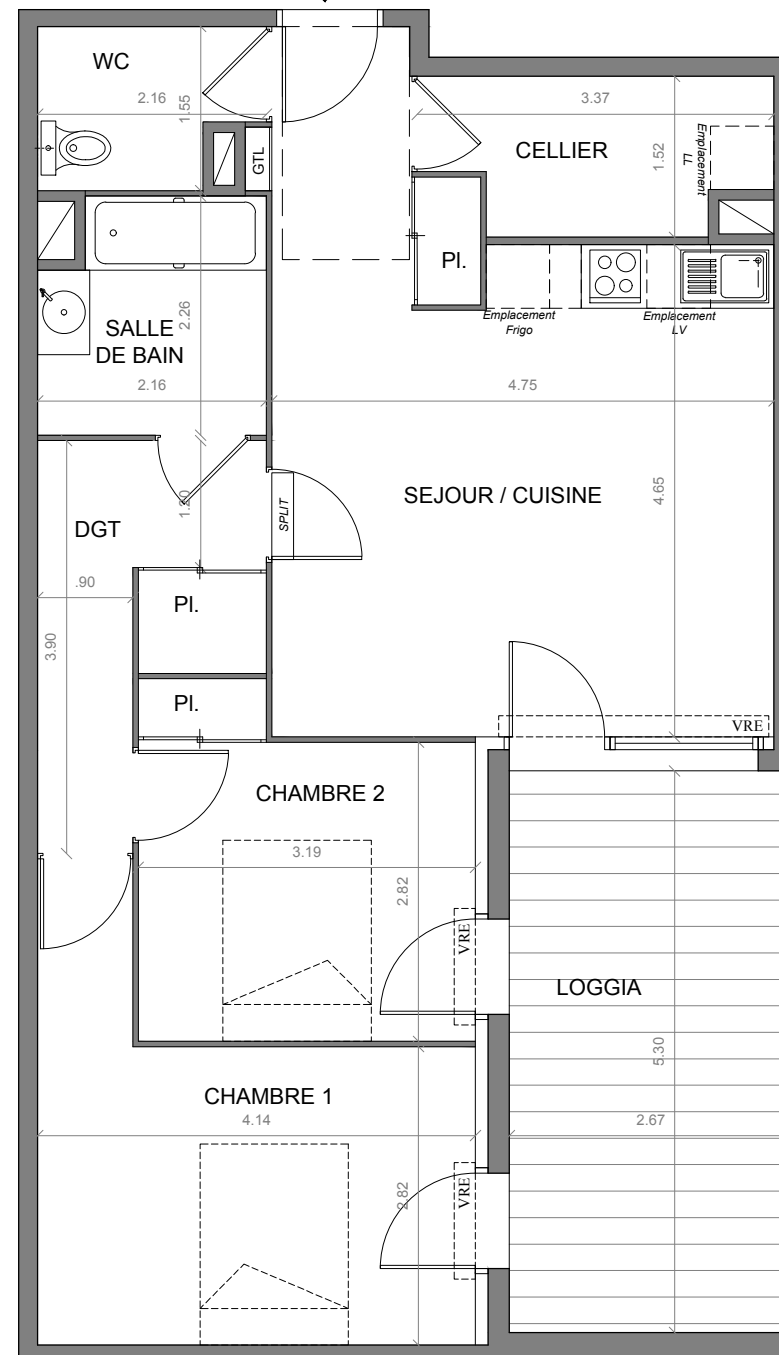 WC
2.16
1.55
GTL
3.37
CELLIER
1.52
Emplacement
LL
Pl.
Emplacement
Frigo
Emplacement
LV
SALLE
DE BAIN
2.26
2.16
4.75
SEJOUR / CUISINE
4.65
DGT
1.20
SPLIT
.90
Pl.
3.90
Pl.
VRE
CHAMBRE 2
3.19
2.82
VRE
LOGGIA
5.30
CHAMBRE 1
4.14
2.67
2.82
VRE